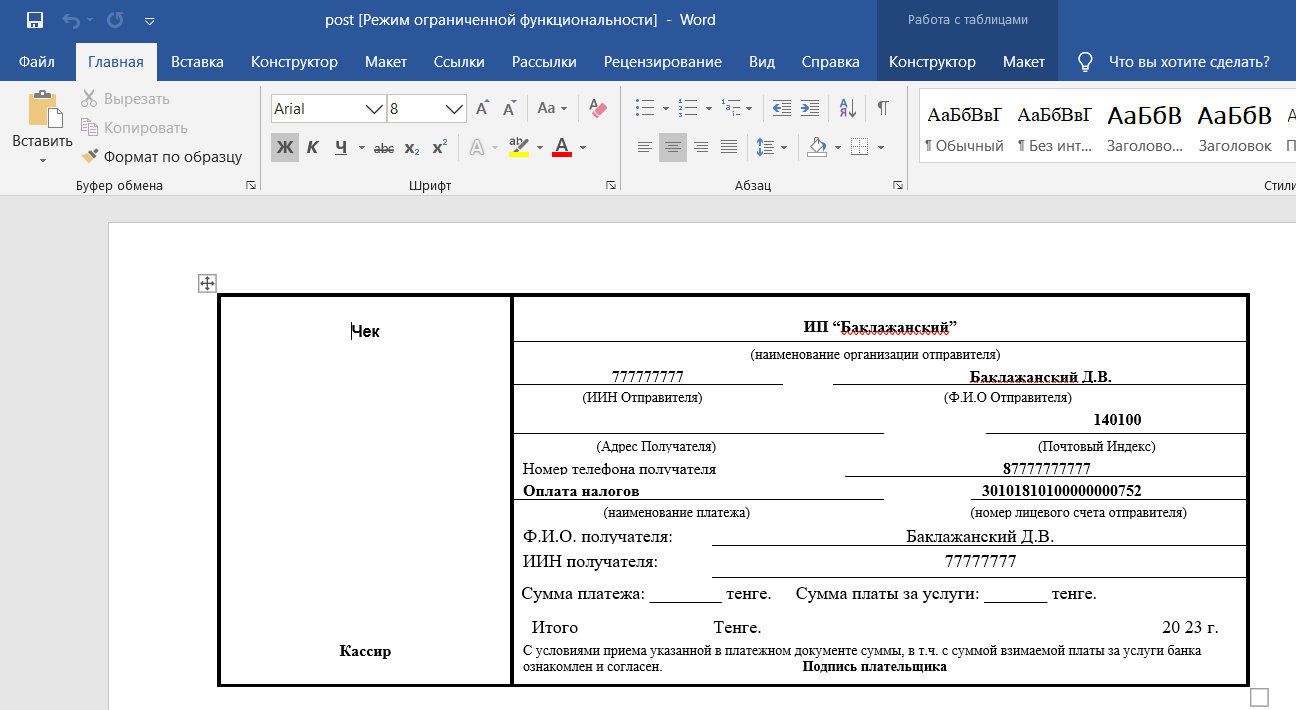 post [Режим ограниченной функциональности] - Word
Работа с таблицами
Файл Главная Вставка Конструктор Макет Ссылки Рассылки Рецензирование Вид Справка Конструктор Макет Что вы хотите сделать?
Вставить
Вырезать
Копировать
Формат по образцу
Буфер обмена
Arial 8 Aa
Ж К Ч abc x₂ x² A ab A
Шрифт
Абзац
АаБбВвГ АаБбВвГ АаБбВ АаБбВ
¶ Обычный ¶ Без инт... Заголово... Заголовок
Стили
Чек
Кассир
ИП “Баклажанский”
(наименование организации отправителя)
777777777 Баклажанский Д.В.
(ИИН Отправителя) (Ф.И.О Отправителя)
140100
(Адрес Получателя) (Почтовый Индекс)
Номер телефона получателя 87777777777
Оплата налогов 30101810100000000752
(наименование платежа) (номер лицевого счета отправителя)
Ф.И.О. получателя: Баклажанский Д.В.
ИИН получателя: 77777777
Сумма платежа: ________ тенге. Сумма платы за услуги: _______ тенге.
Итого Тенге. 20 23 г.
С условиями приема указанной в платежном документе суммы, в т.ч. с суммой взимаемой платы за услуги банка
ознакомлен и согласен. Подпись плательщика